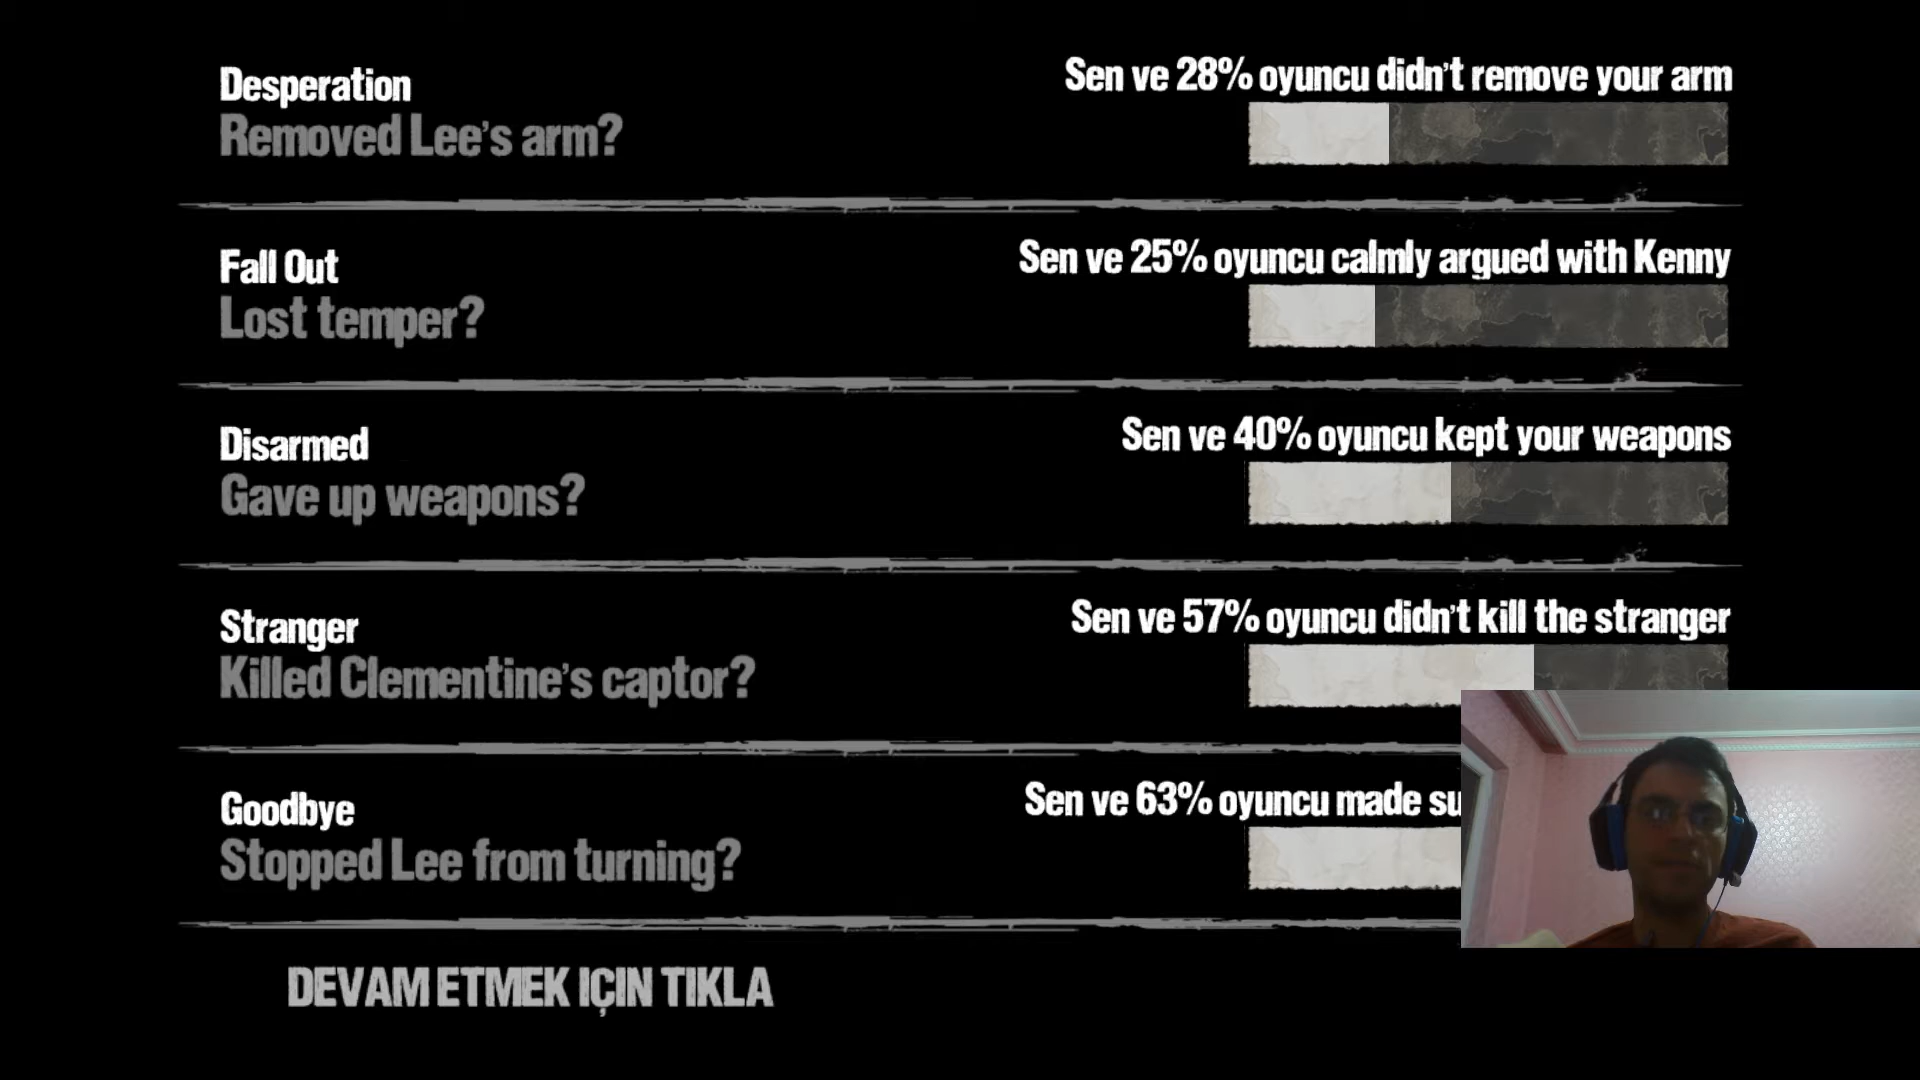 Desperation
Sen ve 28% oyuncu didn't remove your arm
Removed Lee's arm?
Fall Out
Sen ve 25% oyuncu calmly argued with Kenny
Lost temper?
Disarmed
Sen ve 40% oyuncu kept your weapons
Gave up weapons?
Stranger
Sen ve 57% oyuncu didn't kill the stranger
Killed Clementine's captor?
Goodbye
Sen ve 63% oyuncu made
Stopped Lee from turning?
DEVAM ETMEK IÇIN TIKLA